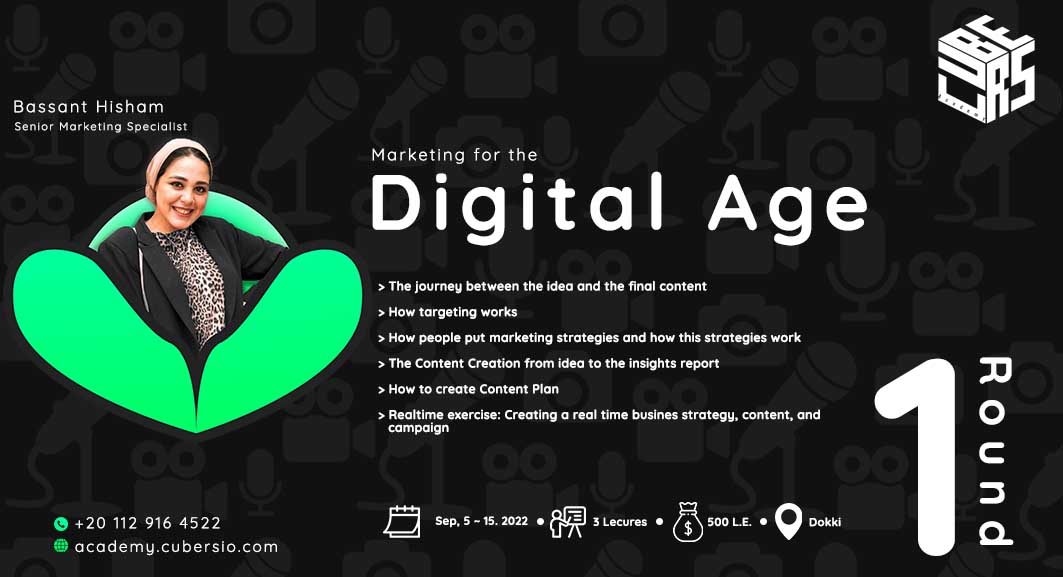 CUBE
RS
Academy
Bassant Hisham
Senior Marketing Specialist
Marketing for the
Digital Age
> The journey between the idea and the final content
> How targeting works
> How people put marketing strategies and how this strategies work
> The Content Creation from idea to the insights report
> How to create Content Plan
> Realtime exercise: Creating a real time busines strategy, content, and
campaign
1
Round
+20 112 916 4522
academy.cubersio.com
Sep, 5 ~ 15. 2022 • 3 Lecures • $ 500 L.E. • Dokki